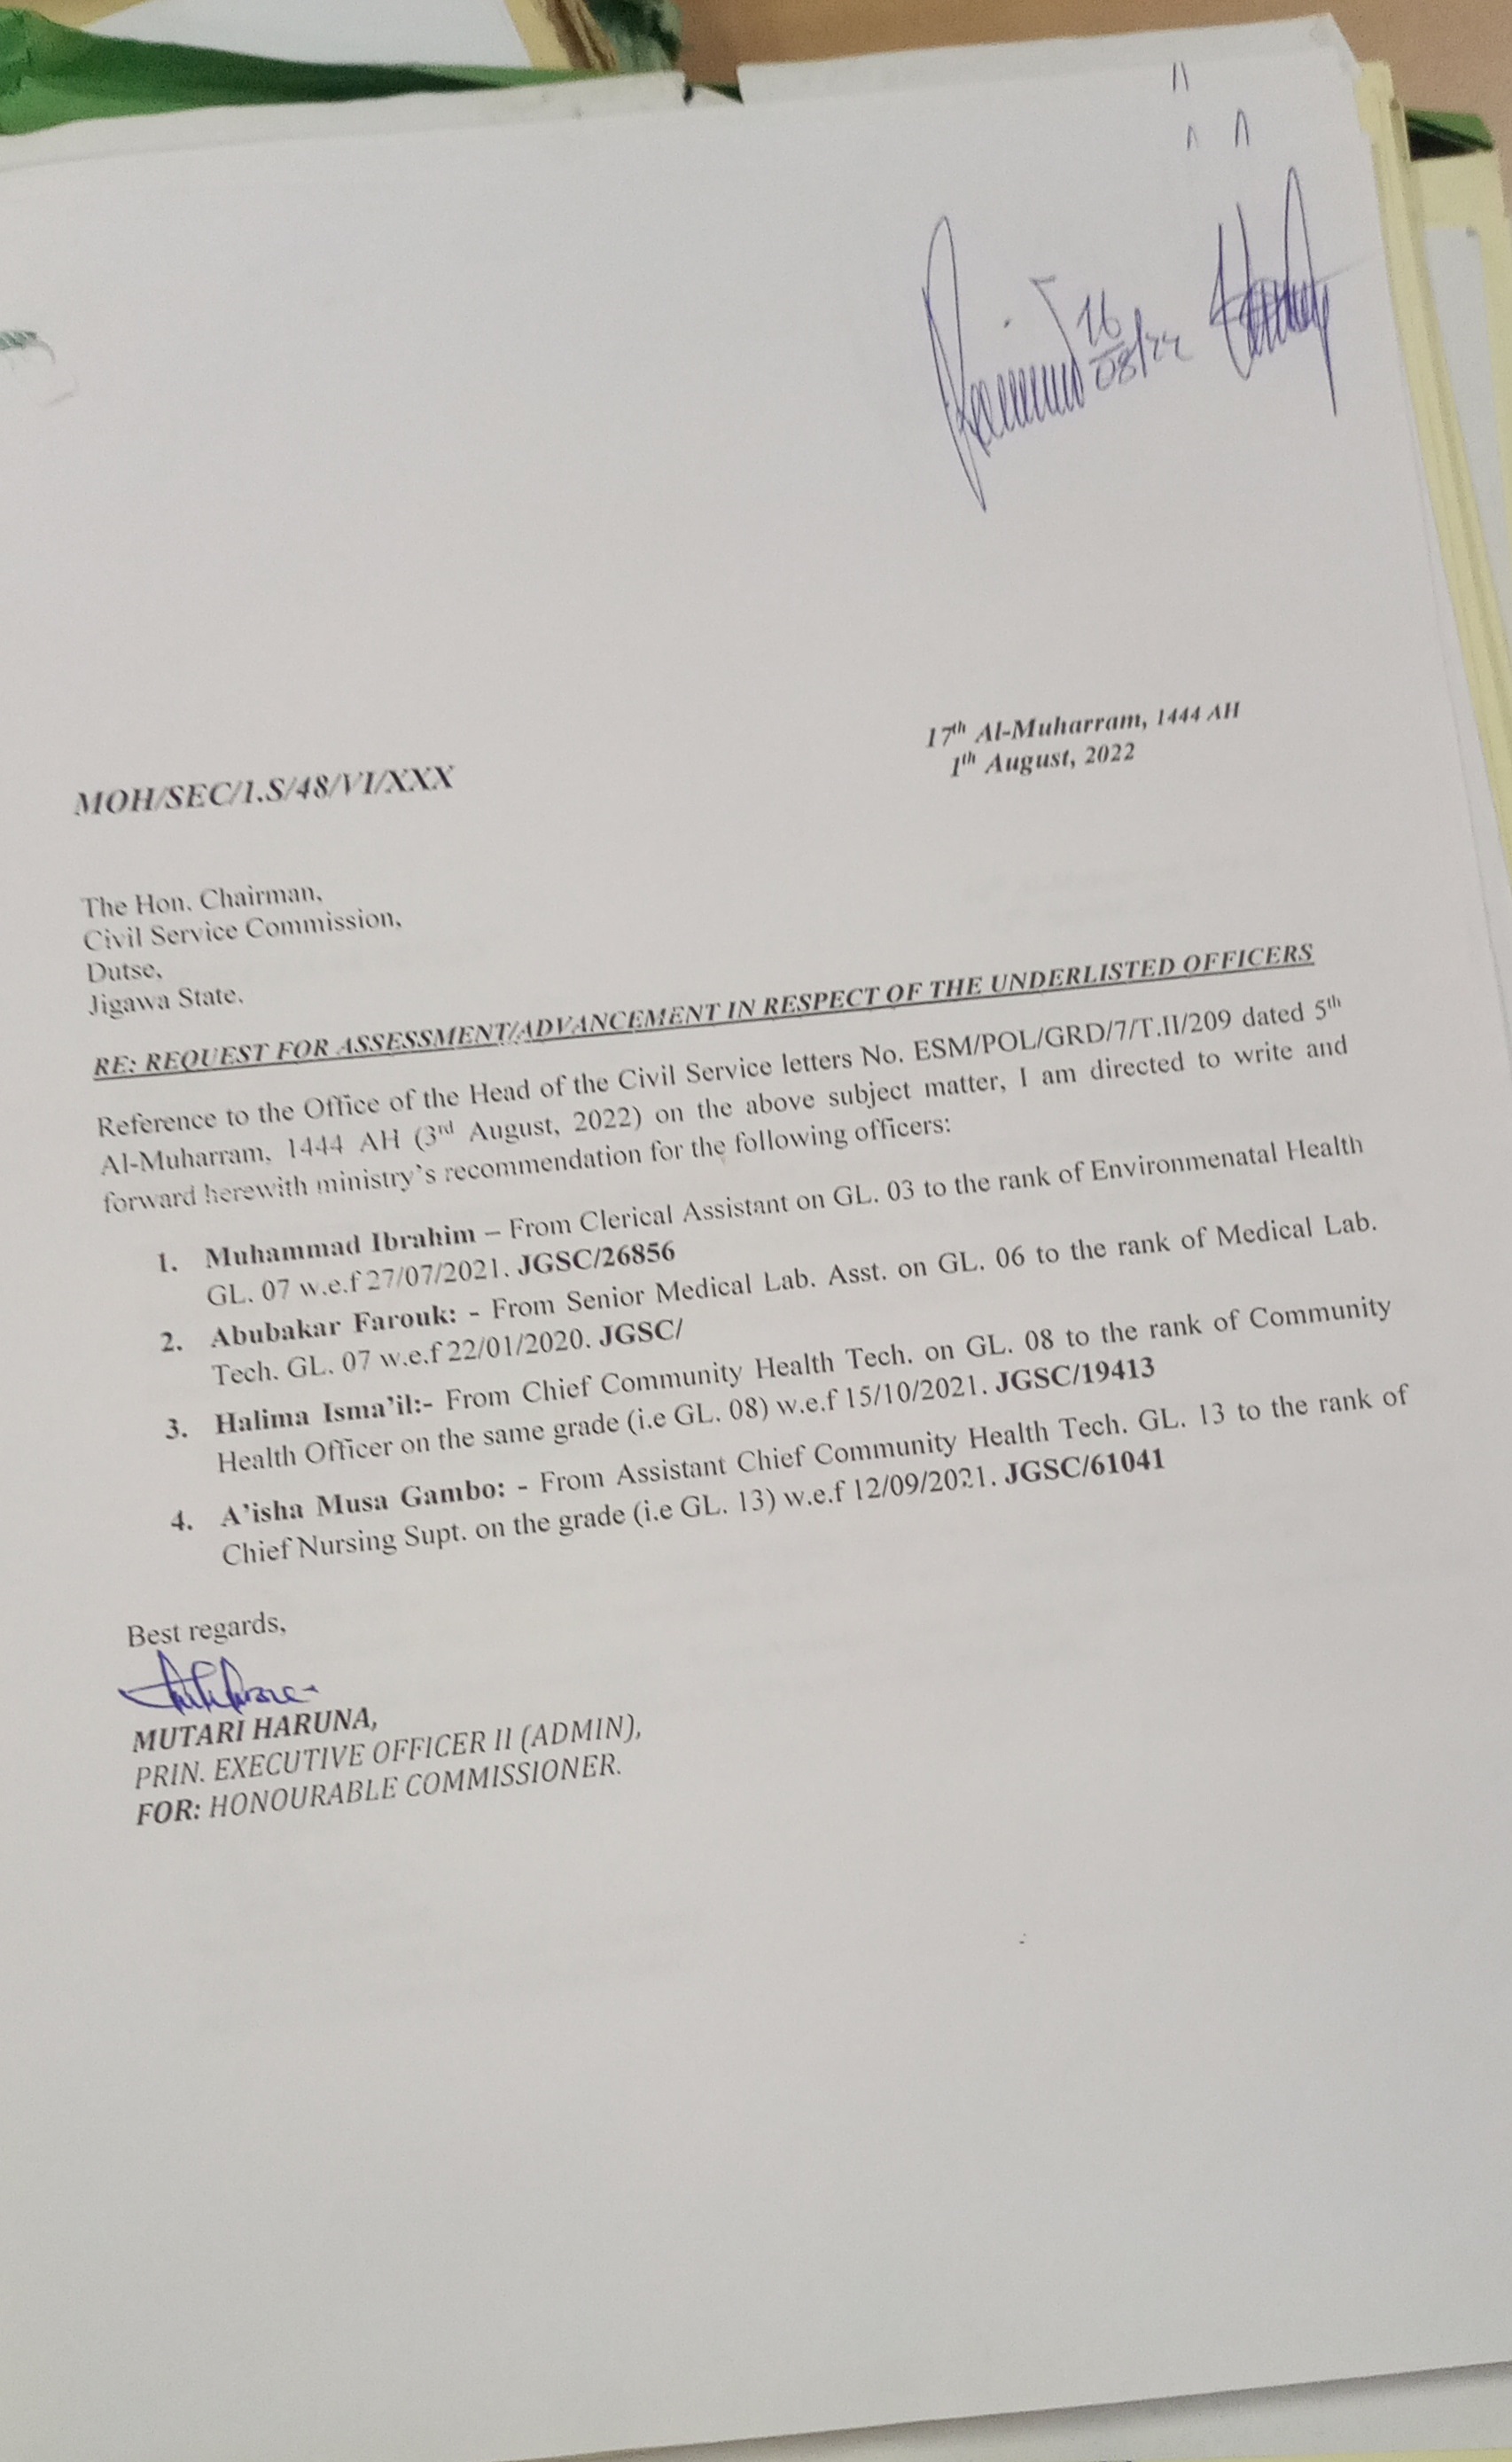 16/08/22
17th Al-Muharram, 1444 AH
1th August, 2022
MOH/SEC/1.S/48/VI/XXX
The Hon. Chairman,
Civil Service Commission,
Dutse,
Jigawa State.
RE: REQUEST FOR ASSESSMENT/ADVANCEMENT IN RESPECT OF THE UNDERLISTED OFFICERS
Reference to the Office of the Head of the Civil Service letters No. ESM/POL/GRD/7/T.II/209 dated 5th
Al-Muharram, 1444 AH (3rd August, 2022) on the above subject matter, I am directed to write and
forward herewith ministry's recommendation for the following officers:
1. Muhammad Ibrahim – From Clerical Assistant on GL. 03 to the rank of Environmenatal Health
GL. 07 w.e.f 27/07/2021. JGSC/26856
2. Abubakar Farouk: - From Senior Medical Lab. Asst. on GL. 06 to the rank of Medical Lab.
Tech. GL. 07 w.e.f 22/01/2020. JGSC/
3. Halima Isma'il:- From Chief Community Health Tech. on GL. 08 to the rank of Community
Health Officer on the same grade (i.e GL. 08) w.e.f 15/10/2021. JGSC/19413
4. A'isha Musa Gambo: - From Assistant Chief Community Health Tech. GL. 13 to the rank of
Chief Nursing Supt. on the grade (i.e GL. 13) w.e.f 12/09/2021. JGSC/61041
Best regards,
MUTARI HARUNA,
PRIN. EXECUTIVE OFFICER II (ADMIN),
FOR: HONOURABLE COMMISSIONER.